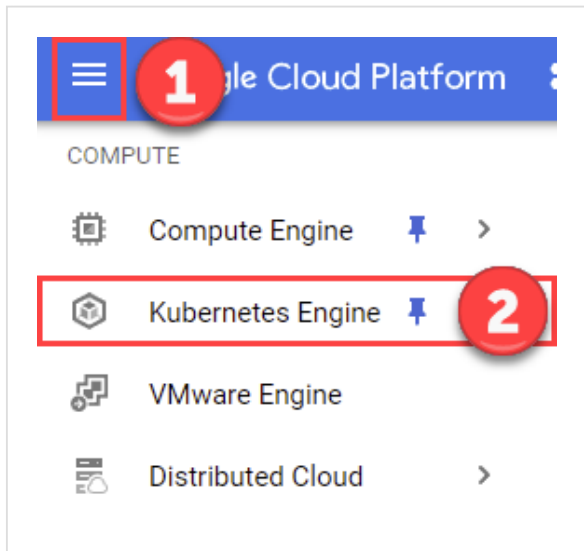 1 gle Cloud Platform
COMPUTE
Compute Engine
Kubernetes Engine 2
VMware Engine
Distributed Cloud